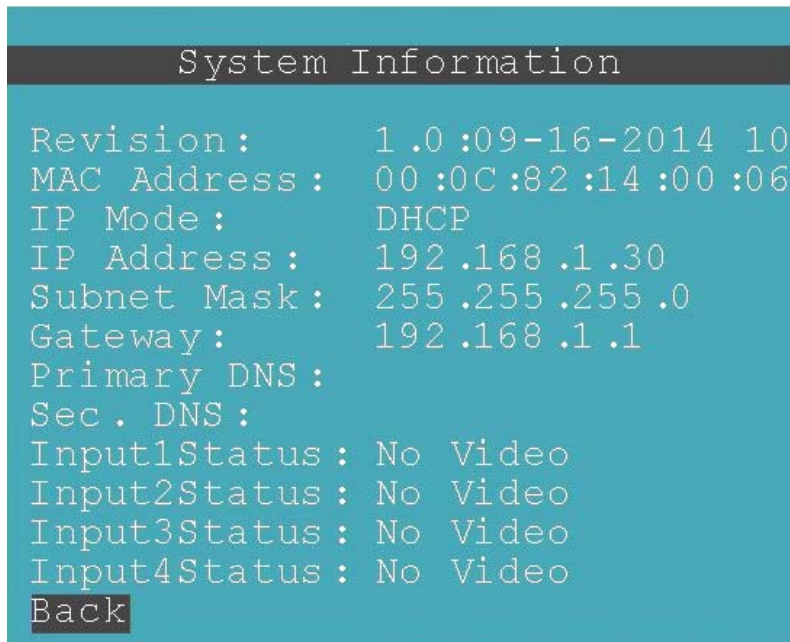 System Information
Revision: 1.0:09-16-2014 10
MAC Address: 00:0C:82:14:00:06
IP Mode: DHCP
IP Address: 192.168.1.30
Subnet Mask: 255.255.255.0
Gateway: 192.168.1.1
Primary DNS:
Sec. DNS:
Input1Status: No Video
Input2Status: No Video
Input3Status: No Video
Input4Status: No Video
Back